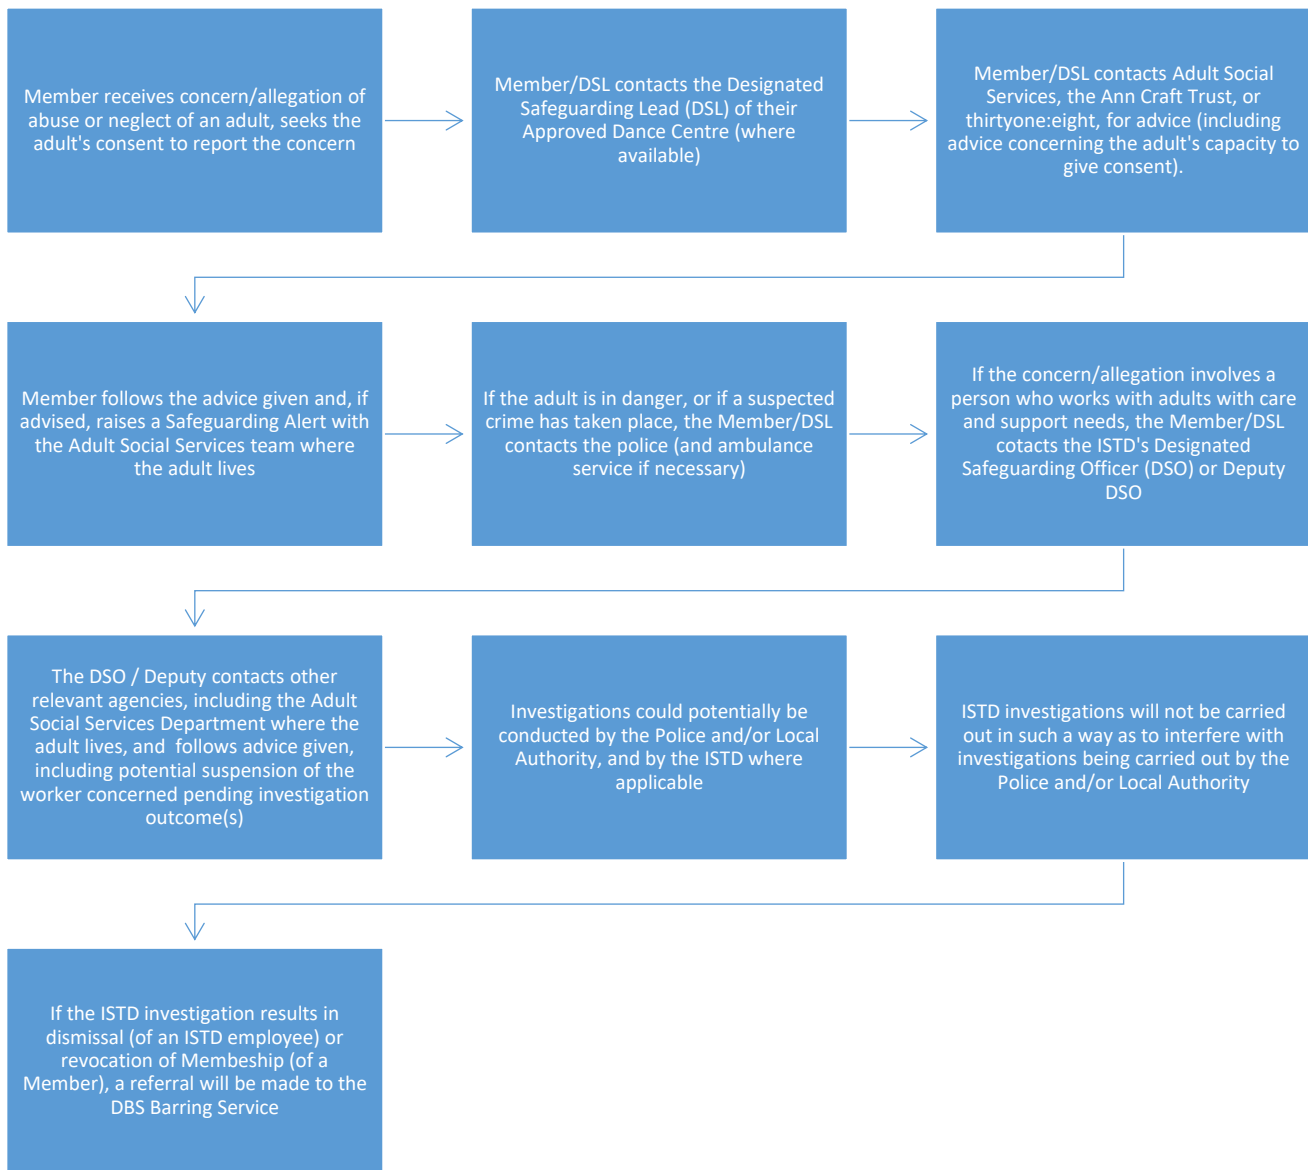 Member receives concern/allegation of
abuse or neglect of an adult, seeks the
adult's consent to report the concern
Member/DSL contacts the Designated
Safeguarding Lead (DSL) of their
Approved Dance Centre (where
available)
Member/DSL contacts Adult Social
Services, the Ann Craft Trust, or
thirtyone:eight, for advice (including
advice concerning the adult's capacity to
give consent).
Member follows the advice given and, if
advised, raises a Safeguarding Alert with
the Adult Social Services team where
the adult lives
If the adult is in danger, or if a suspected
crime has taken place, the Member/DSL
contacts the police (and ambulance
service if necessary)
If the concern/allegation involves a
person who works with adults with care
and support needs, the Member/DSL
cotacts the ISTD's Designated
Safeguarding Officer (DSO) or Deputy
DSO
The DSO / Deputy contacts other
relevant agencies, including the Adult
Social Services Department where the
adult lives, and follows advice given,
including potential suspension of the
worker concerned pending investigation
outcome(s)
Investigations could potentially be
conducted by the Police and/or Local
Authority, and by the ISTD where
applicable
ISTD investigations will not be carried
out in such a way as to interfere with
investigations being carried out by the
Police and/or Local Authority
If the ISTD investigation results in
dismissal (of an ISTD employee) or
revocation of Membeship (of a
Member), a referral will be made to the
DBS Barring Service